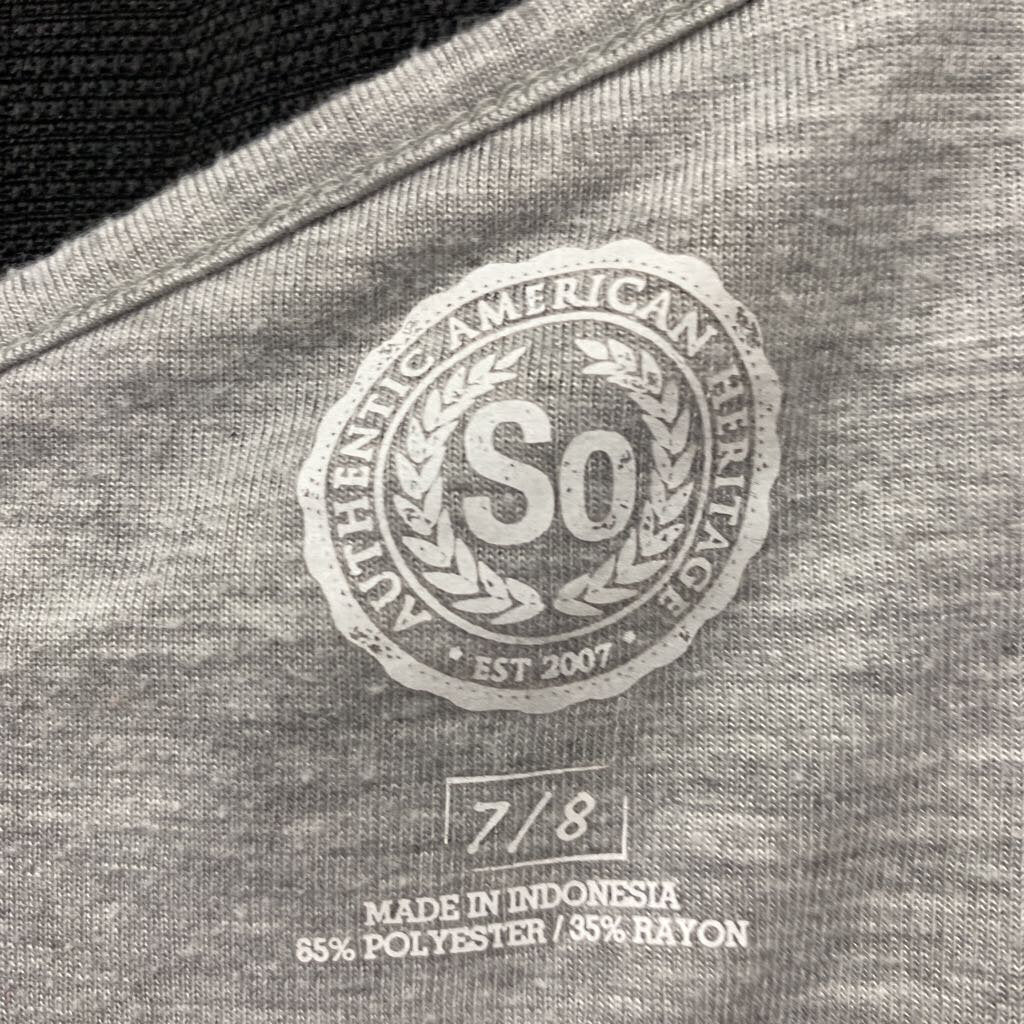 AUTHENTIC AMERICAN HERITAGE
So
EST 2007
7/8
MADE IN INDONESIA
65% POLYESTER / 35% RAYON